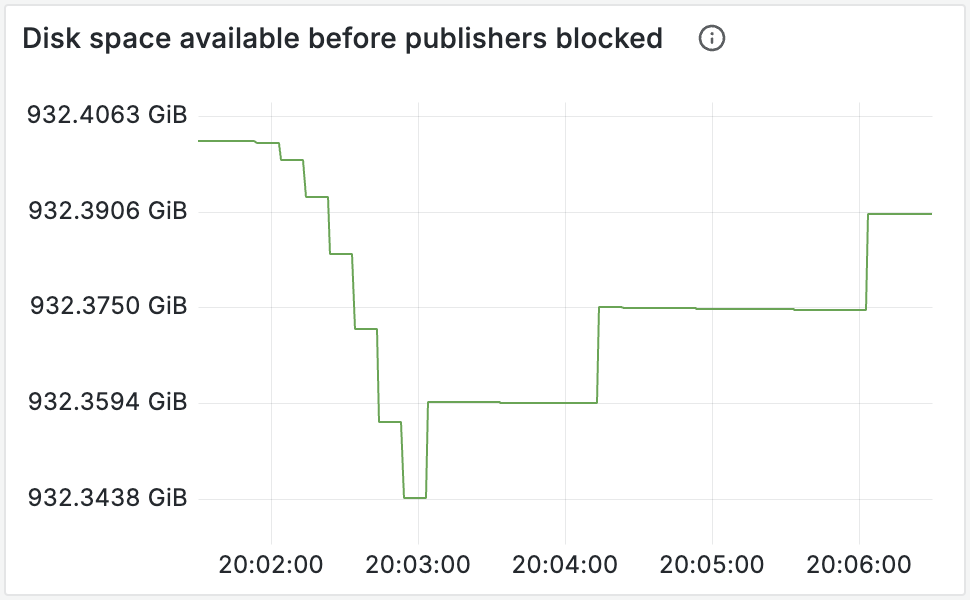 Disk space available before publishers blocked
932.4063 GiB
932.3906 GiB
932.3750 GiB
932.3594 GiB
932.3438 GiB
20:02:00 20:03:00 20:04:00 20:05:00 20:06:00